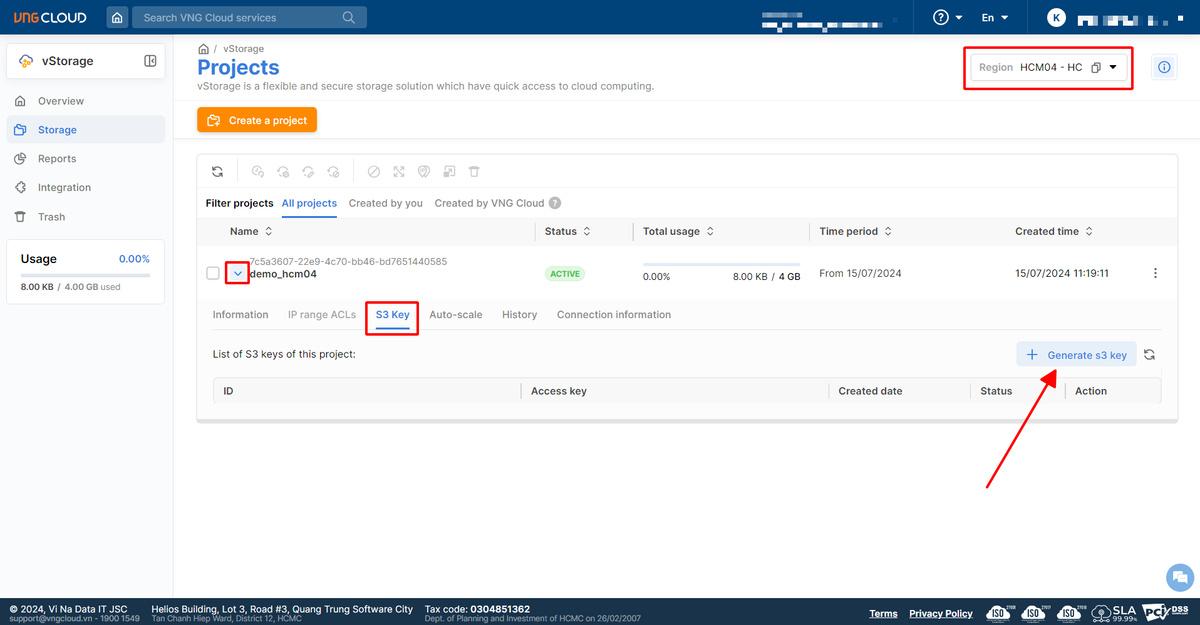 VNG CLOUD
Search VNG Cloud services
En
K
vStorage
Overview
Storage
Reports
Integration
Trash
Usage 0.00%
8.00 KB / 4.00 GB used
/ vStorage
Projects
vStorage is a flexible and secure storage solution which have quick access to cloud computing.
Region HCM04 - HC
Create a project
Filter projects All projects Created by you Created by VNG Cloud ?
Name Status Total usage Time period Created time
7c5a3607-22e9-4c70-bb46-bd7651440585
demo_hcm04 ACTIVE 0.00% 8.00 KB / 4 GB From 15/07/2024 15/07/2024 11:19:11
Information IP range ACLs S3 Key Auto-scale History Connection information
List of S3 keys of this project:
+ Generate s3 key
ID Access key Created date Status Action
© 2024, Vi Na Data IT JSC
support@vngcloud.vn - 1900 1549
Helios Building, Lot 3, Road #3, Quang Trung Software City
Tan Chanh Hiep Ward, District 12, HCMC
Tax code: 0304851362
Dept. of Planning and Investment of HCMC on 26/02/2007
Terms Privacy Policy
ISO ISO ISO SLA 99.99% PCI DSS